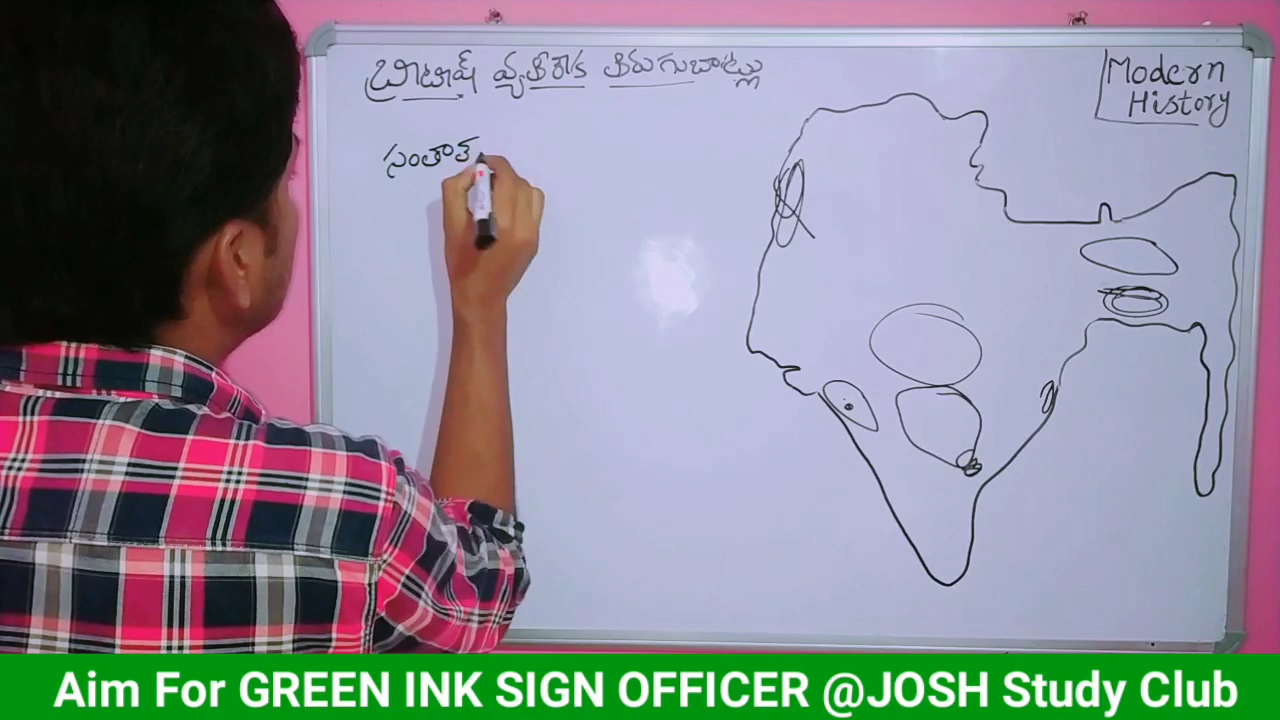 బ్రిటీష్ వ్యతిరేక తిరుగుబాట్లు
Modern
History
సంతాల
Aim For GREEN INK SIGN OFFICER @JOSH Study Club